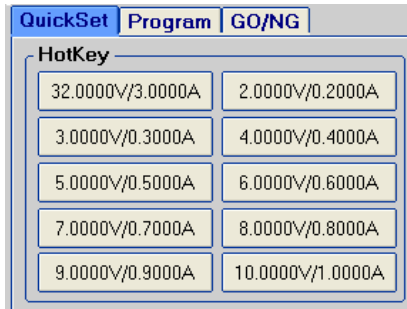 QuickSet Program GO/NG
HotKey
32.0000V/3.0000A 2.0000V/0.2000A
3.0000V/0.3000A 4.0000V/0.4000A
5.0000V/0.5000A 6.0000V/0.6000A
7.0000V/0.7000A 8.0000V/0.8000A
9.0000V/0.9000A 10.0000V/1.0000A